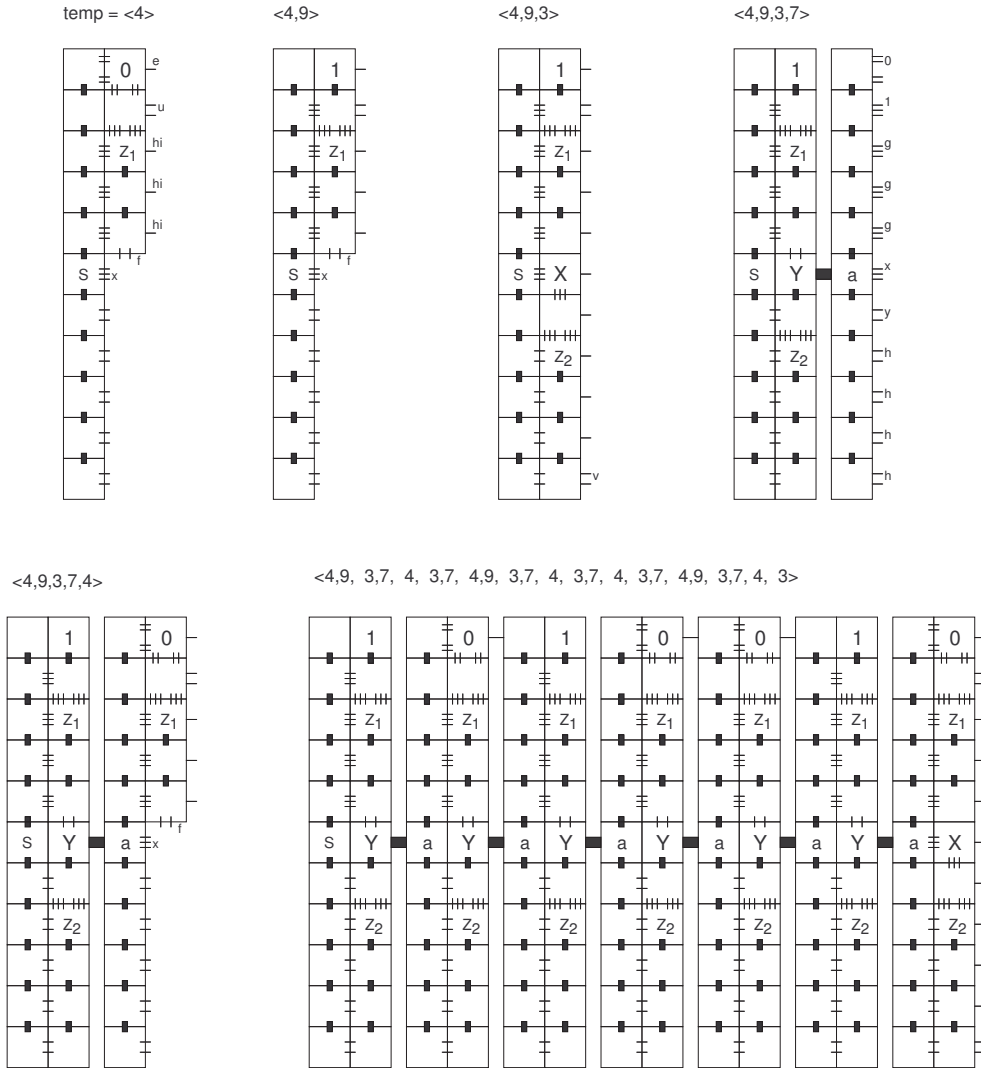 temp = <4> <4,9> <4,9,3> <4,9,3,7>
0 e 1 1 1 0
u 1
Z1 hi Z1 Z1 Z1 g
hi g
hi g
f f
S x S x S X S Y a x
v y
Z2 Z2 h
h
h
h
<4,9,3,7,4> <4,9, 3,7, 4, 3,7, 4,9, 3,7, 4, 3,7, 4, 3,7, 4,9, 3,7, 4, 3>
1 0 1 0 1 0 0 1 0
Z1 Z1 Z1 Z1 Z1 Z1 Z1 Z1 Z1
f
S Y a x S Y a Y a Y a Y a Y a Y a X
Z2 Z2 Z2 Z2 Z2 Z2 Z2 Z2